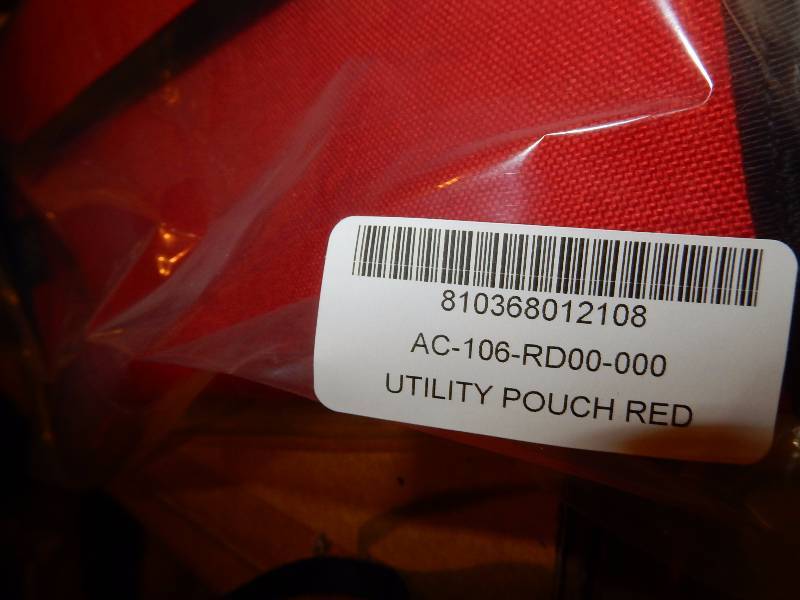 810368012108
AC-106-RD00-000
UTILITY POUCH RED